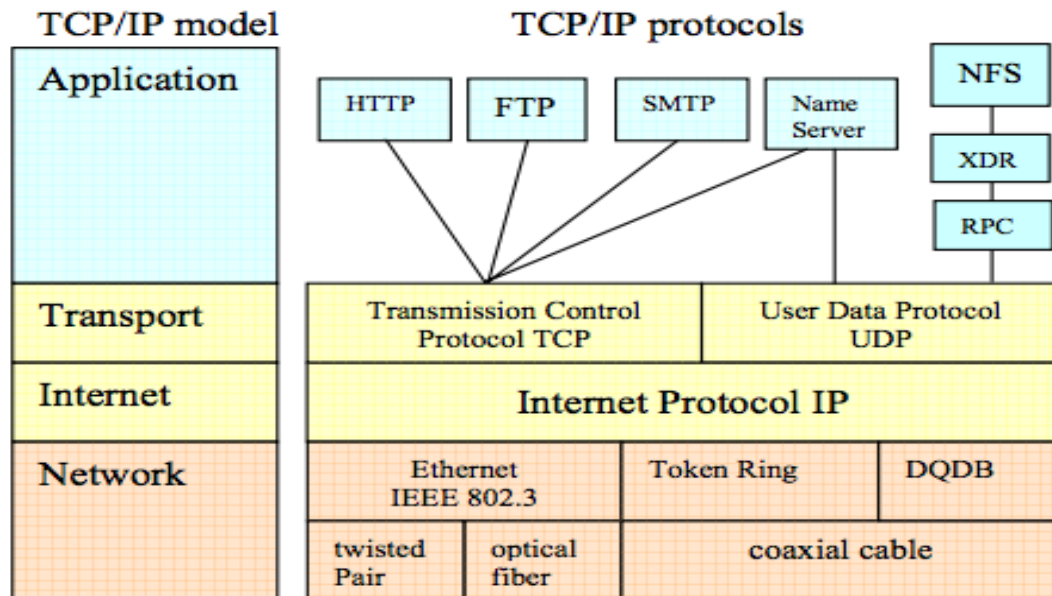 TCP/IP model
TCP/IP protocols
Application
HTTP
FTP
SMTP
Name
Server
NFS
XDR
RPC
Transport
Transmission Control
Protocol TCP
User Data Protocol
UDP
Internet
Internet Protocol IP
Network
Ethernet
IEEE 802.3
Token Ring
DQDB
twisted
Pair
optical
fiber
coaxial cable